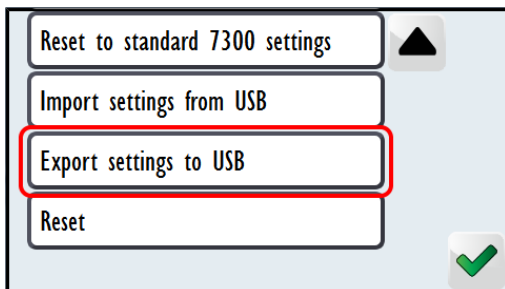 Reset to standard 7300 settings
Import settings from USB
Export settings to USB
Reset